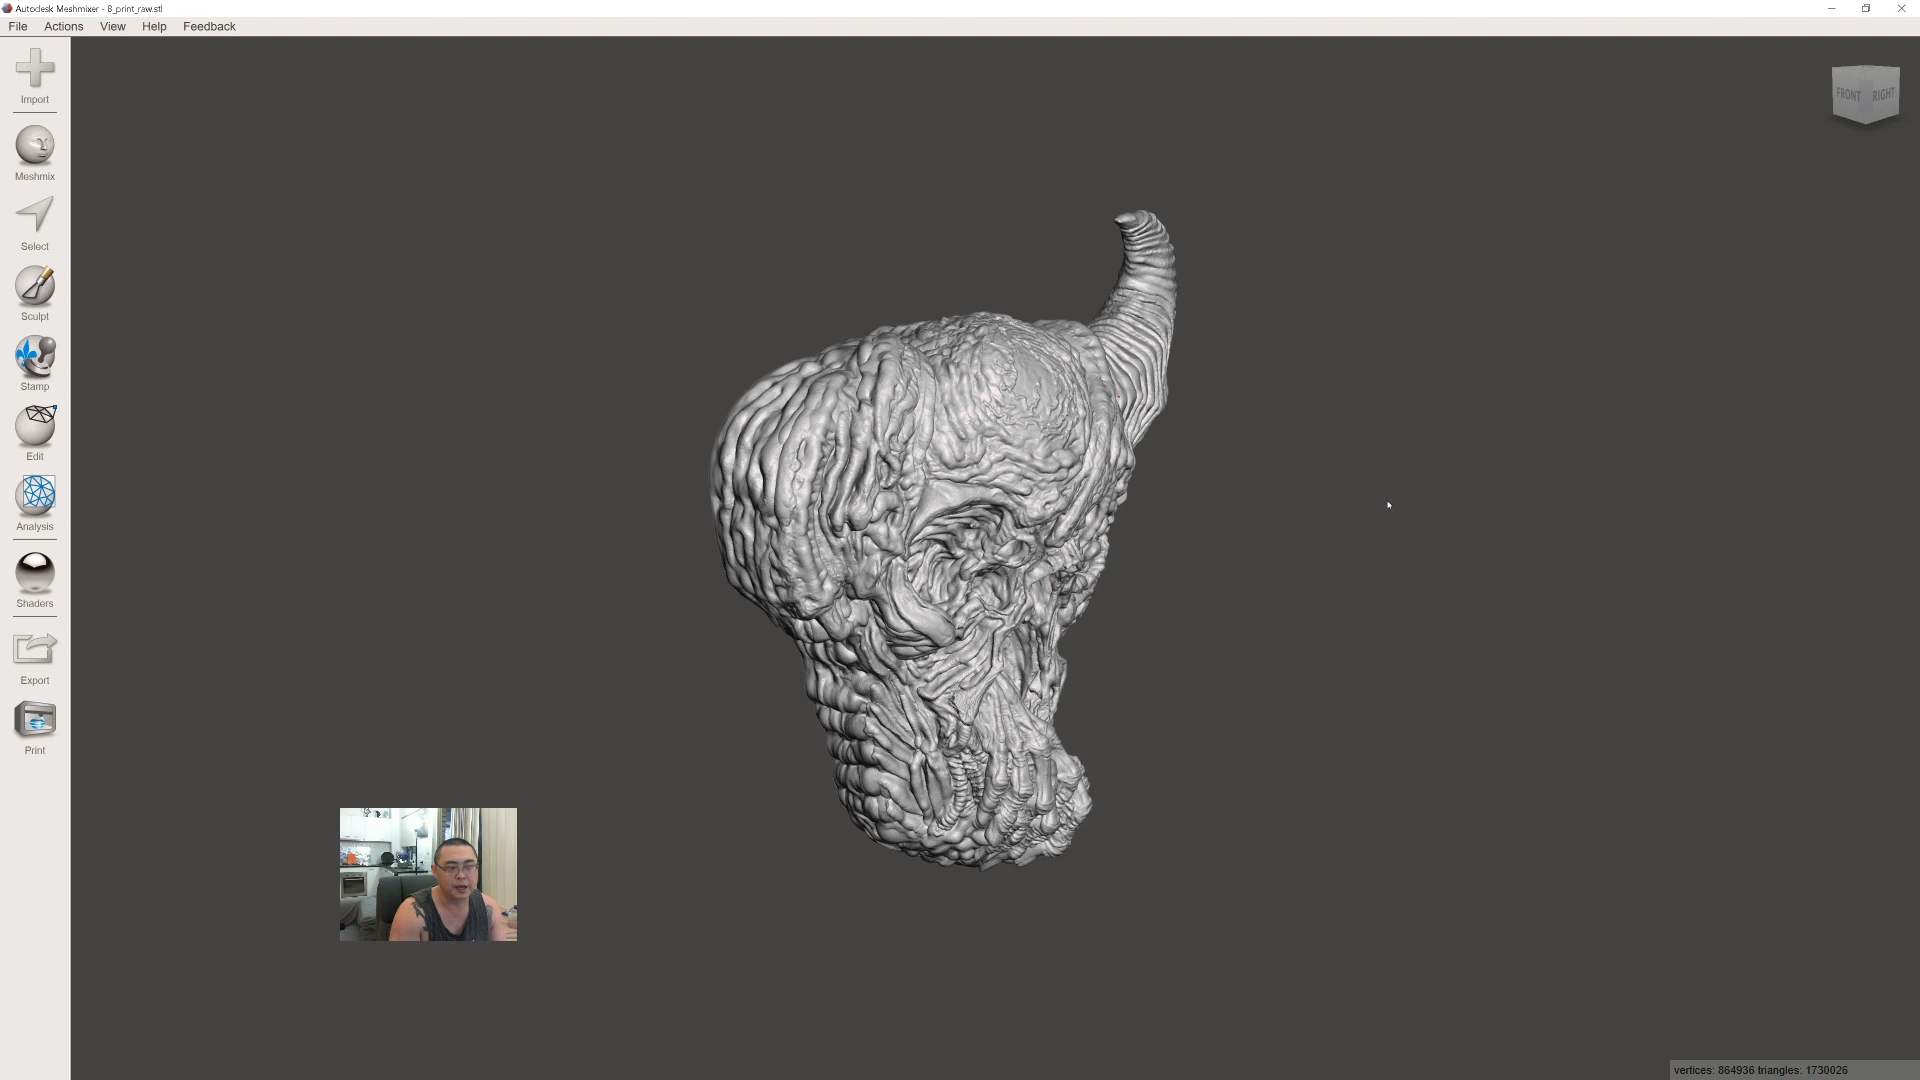 Autodesk Meshmixer - 8_print_raw.stl
File Actions View Help Feedback
Import
FRONT RIGHT
Meshmix
Select
Sculpt
Stamp
Edit
Analysis
Shaders
Export
Print
vertices: 864936 triangles: 1730026